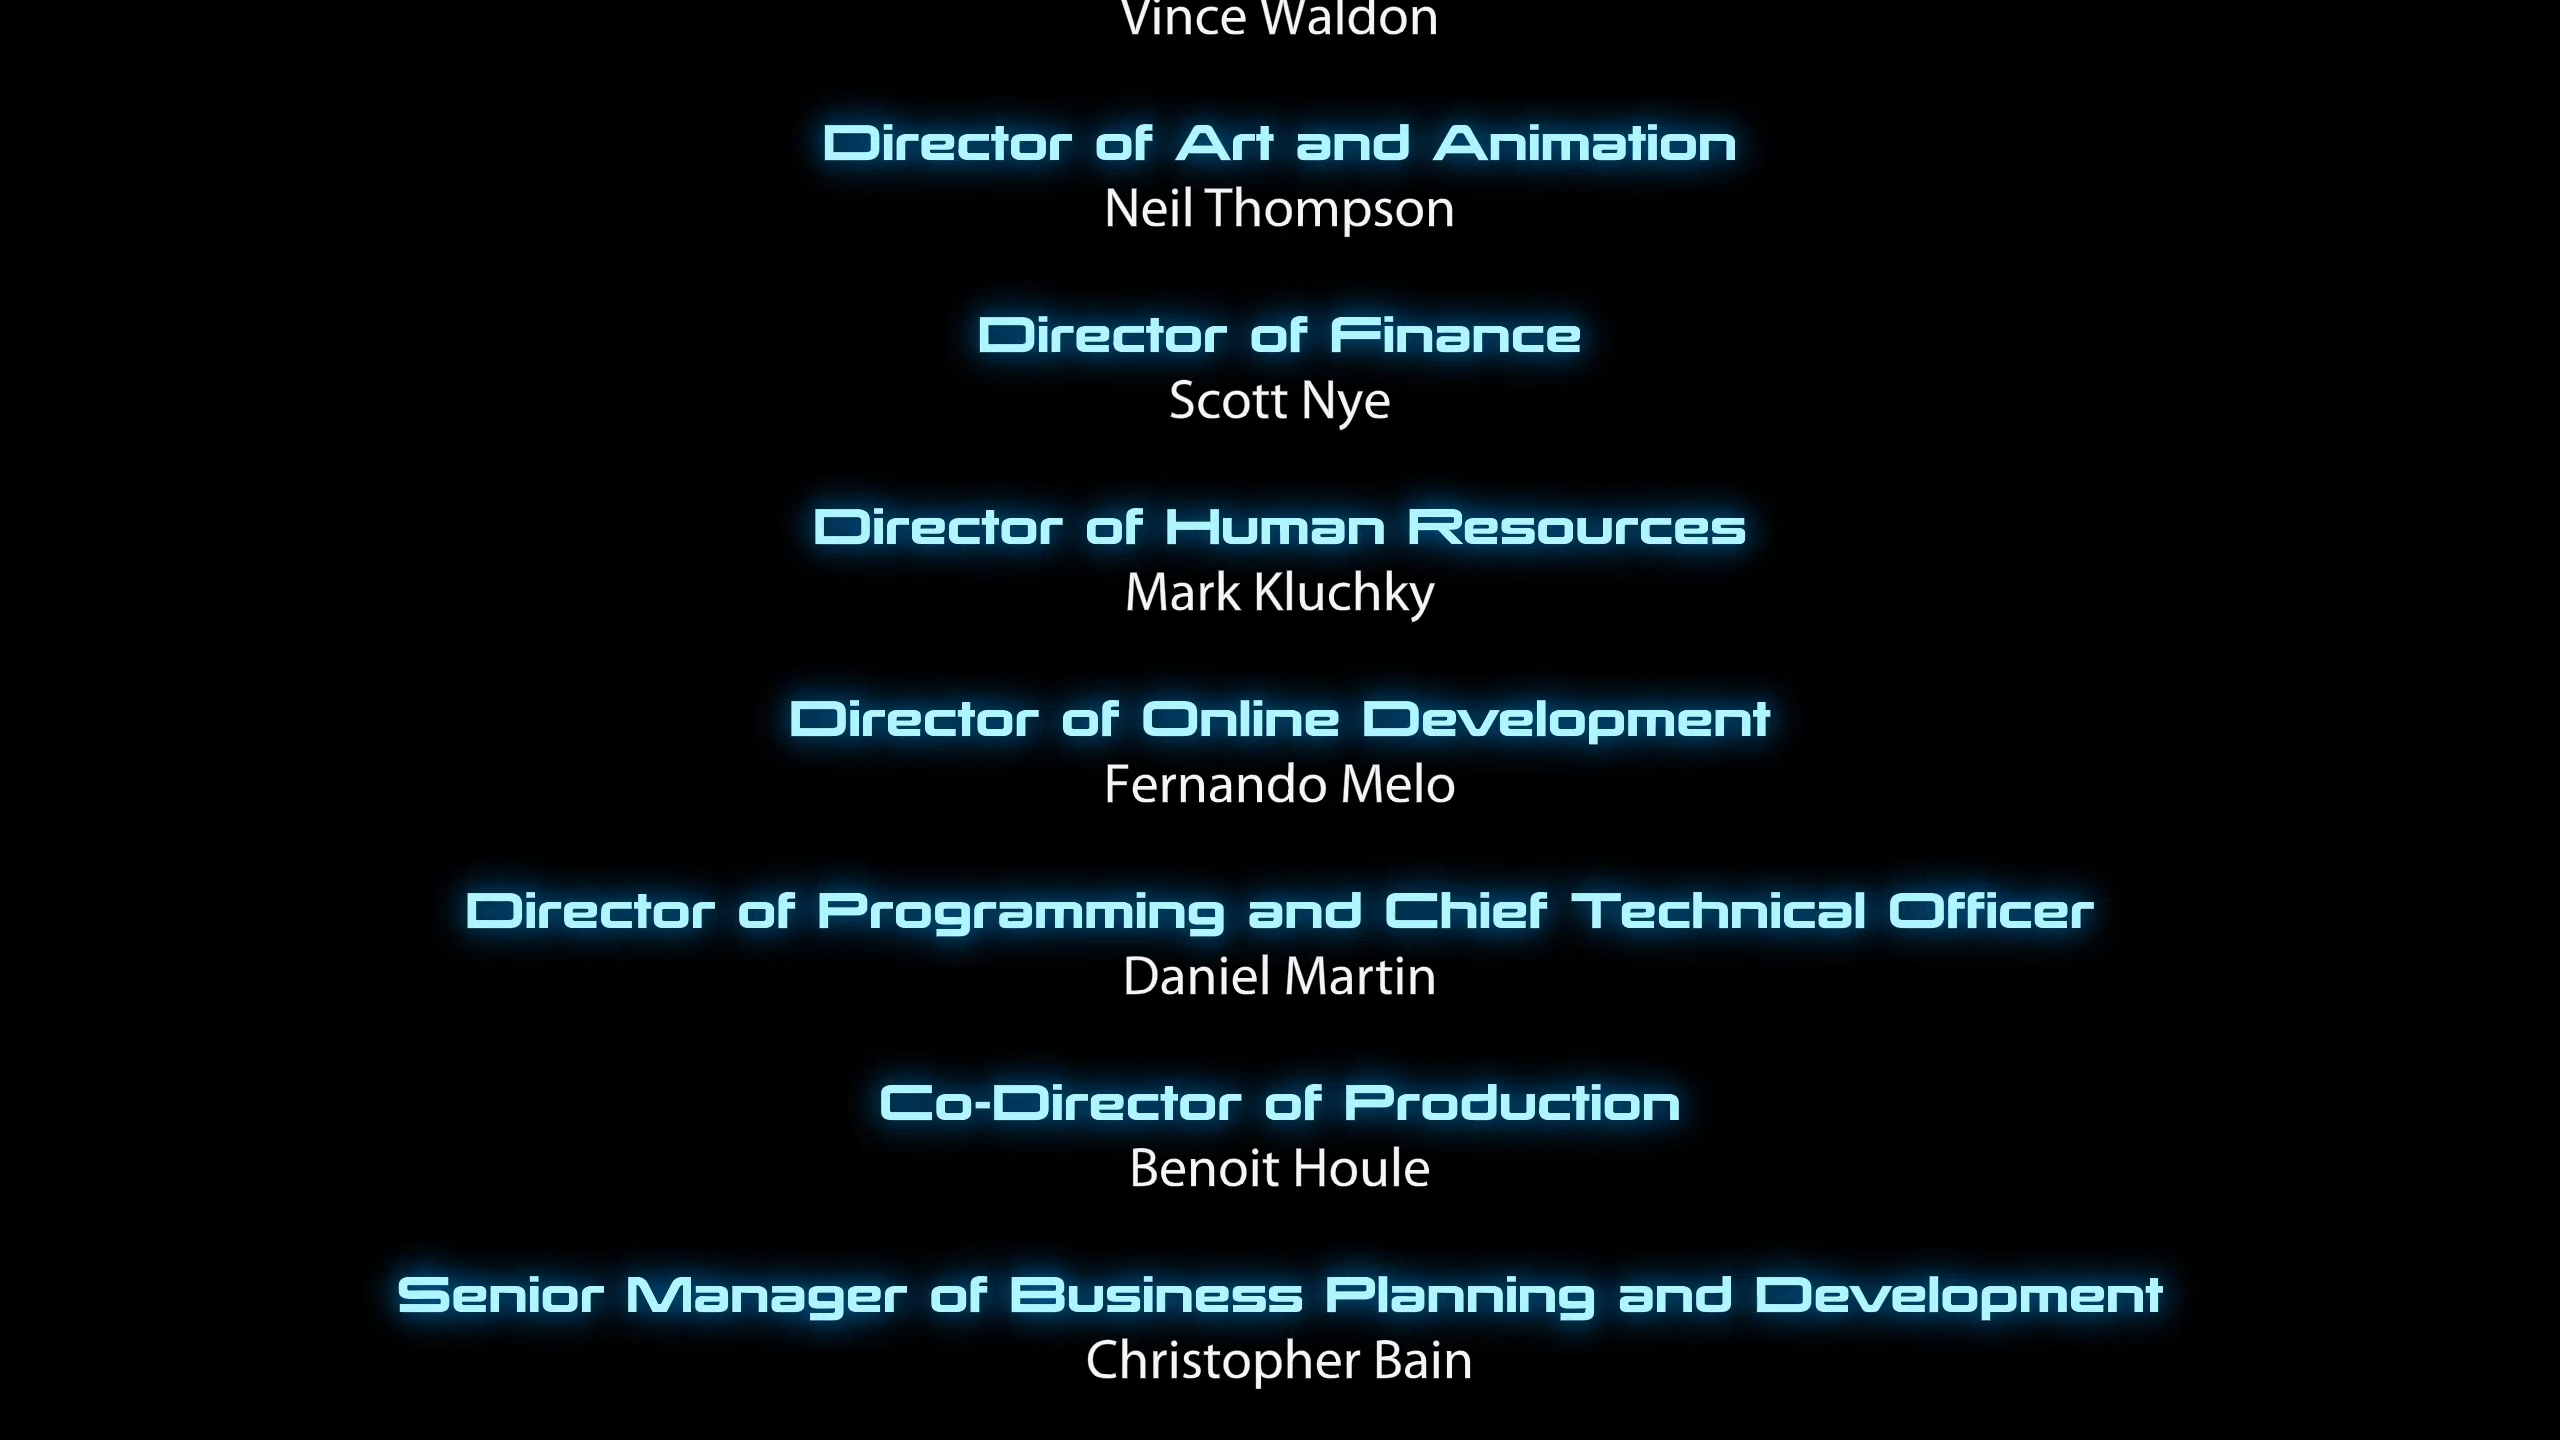 Vince Waldon
Director of Art and Animation
Neil Thompson
Director of Finance
Scott Nye
Director of Human Resources
Mark Kluchky
Director of Online Development
Fernando Melo
Director of Programming and Chief Technical Officer
Daniel Martin
Co-Director of Production
Benoit Houle
Senior Manager of Business Planning and Development
Christopher Bain